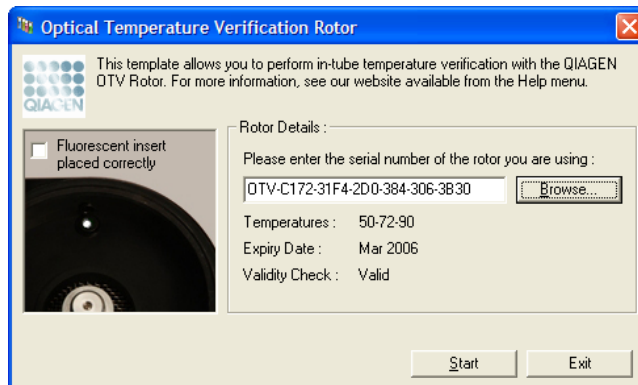 Optical Temperature Verification Rotor
This template allows you to perform in-tube temperature verification with the QIAGEN
OTV Rotor. For more information, see our website available from the Help menu.
QIAGEN
Fluorescent insert
placed correctly
Rotor Details :
Please enter the serial number of the rotor you are using :
OTV-C172-31F4-2D0-384-306-3B30
Browse...
Temperatures : 50-72-90
Expiry Date : Mar 2006
Validity Check : Valid
Start Exit